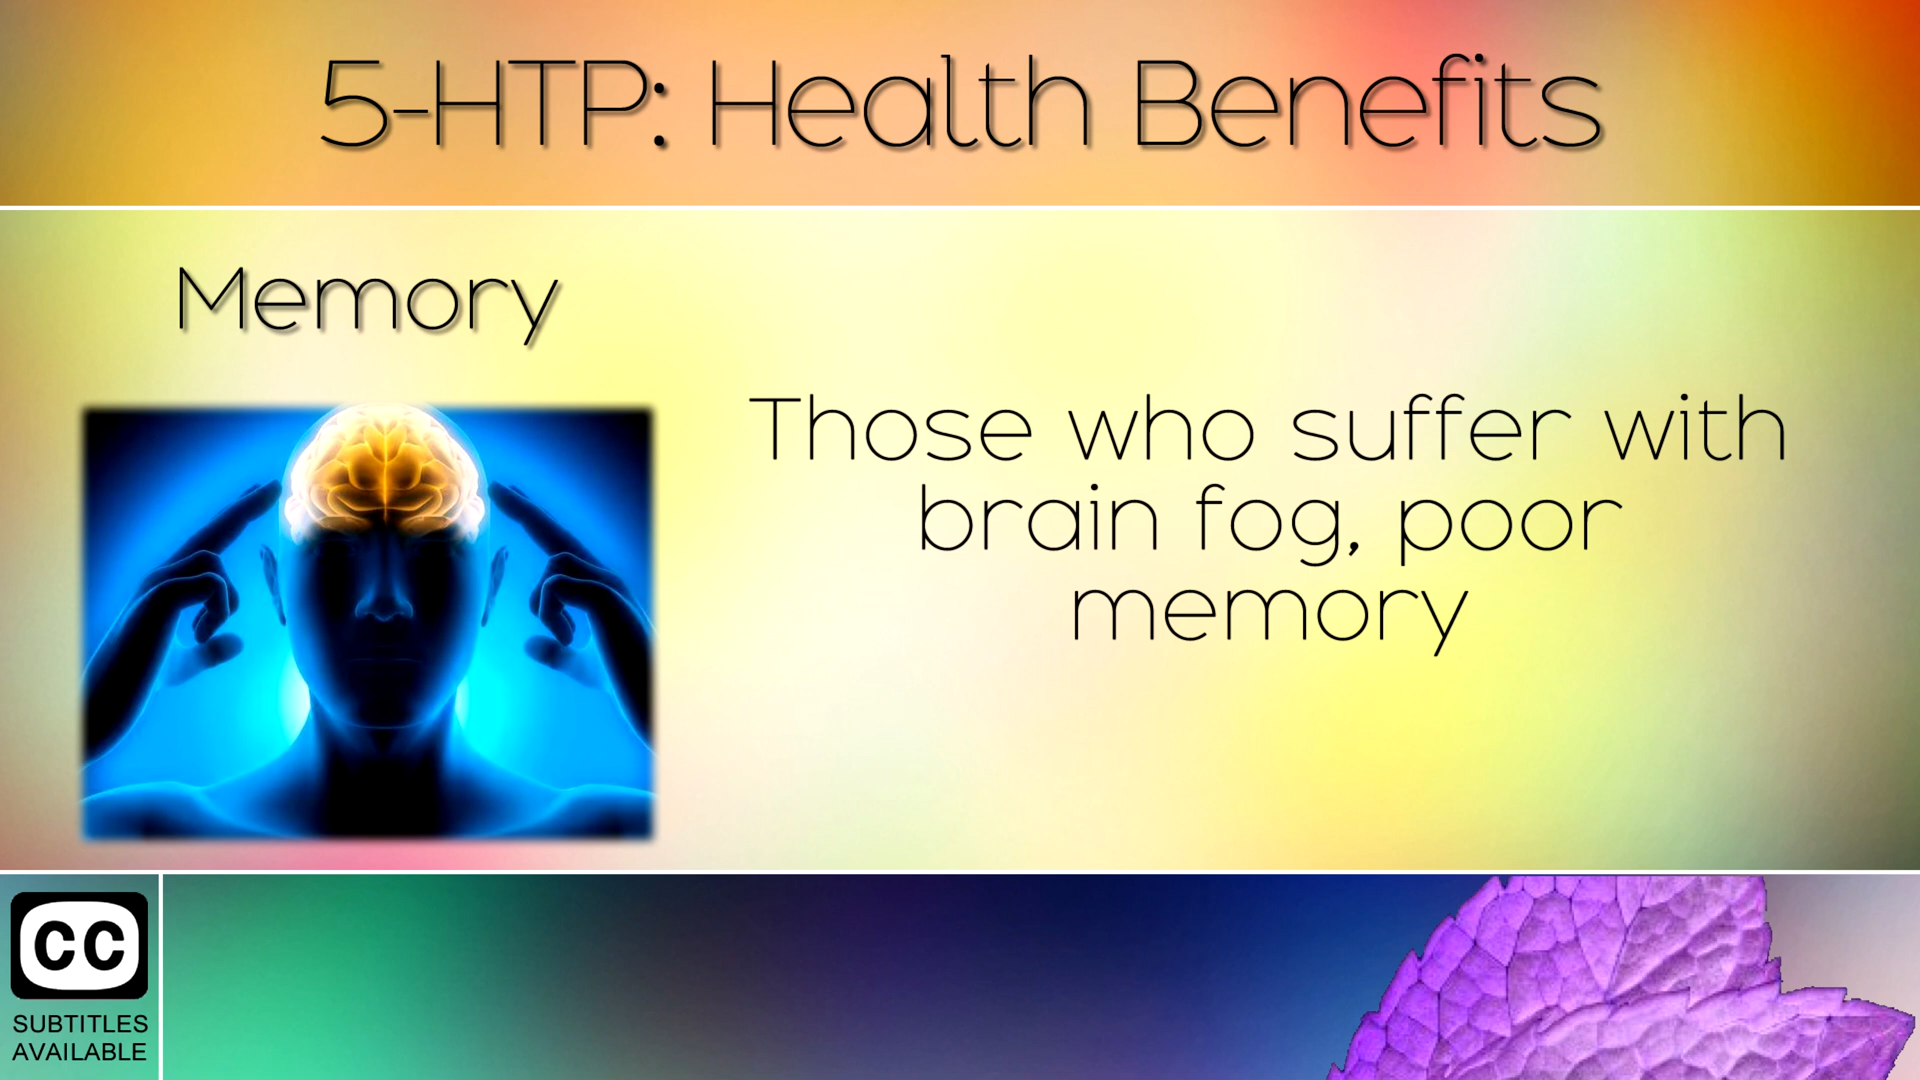 5-HTP: Health Benefits
Memory
Those who suffer with
brain fog, poor
memory
CC
SUBTITLES
AVAILABLE